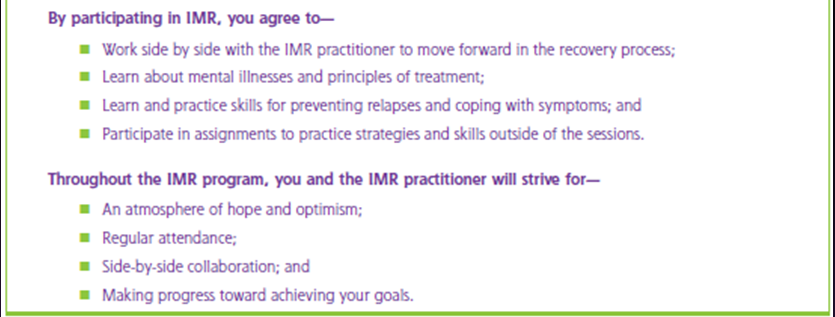 By participating in IMR, you agree to—
■ Work side by side with the IMR practitioner to move forward in the recovery process;
■ Learn about mental illnesses and principles of treatment;
■ Learn and practice skills for preventing relapses and coping with symptoms; and
■ Participate in assignments to practice strategies and skills outside of the sessions.
Throughout the IMR program, you and the IMR practitioner will strive for—
■ An atmosphere of hope and optimism;
■ Regular attendance;
■ Side-by-side collaboration; and
■ Making progress toward achieving your goals.